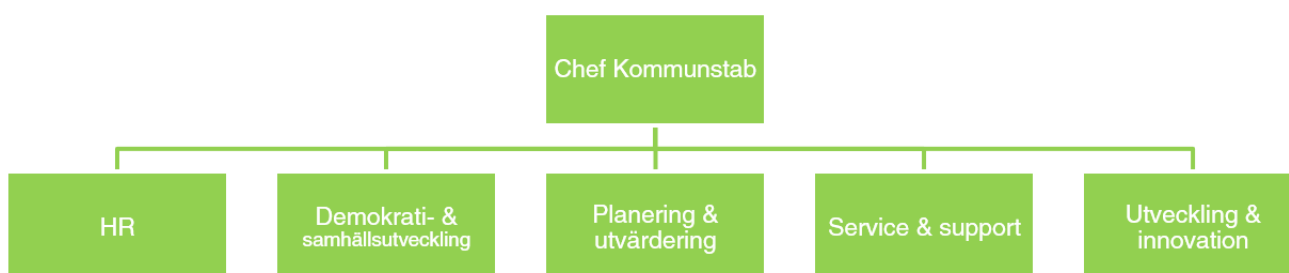 Chef Kommunstab
HR
Demokrati- &
samhällsutveckling
Planering &
utvärdering
Service & support
Utveckling &
innovation